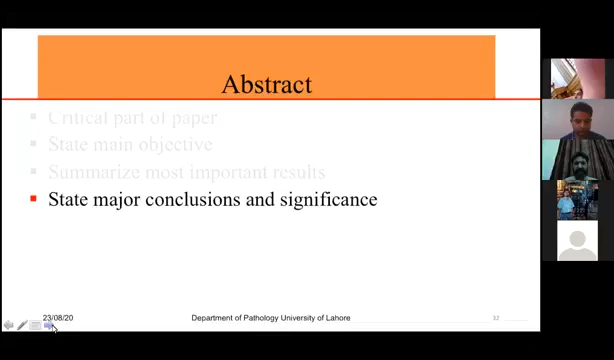 Abstract
Critical part of paper
State main objective
Summarize most important results
State major conclusions and significance
23/08/20
Department of Pathology University of Lahore
32